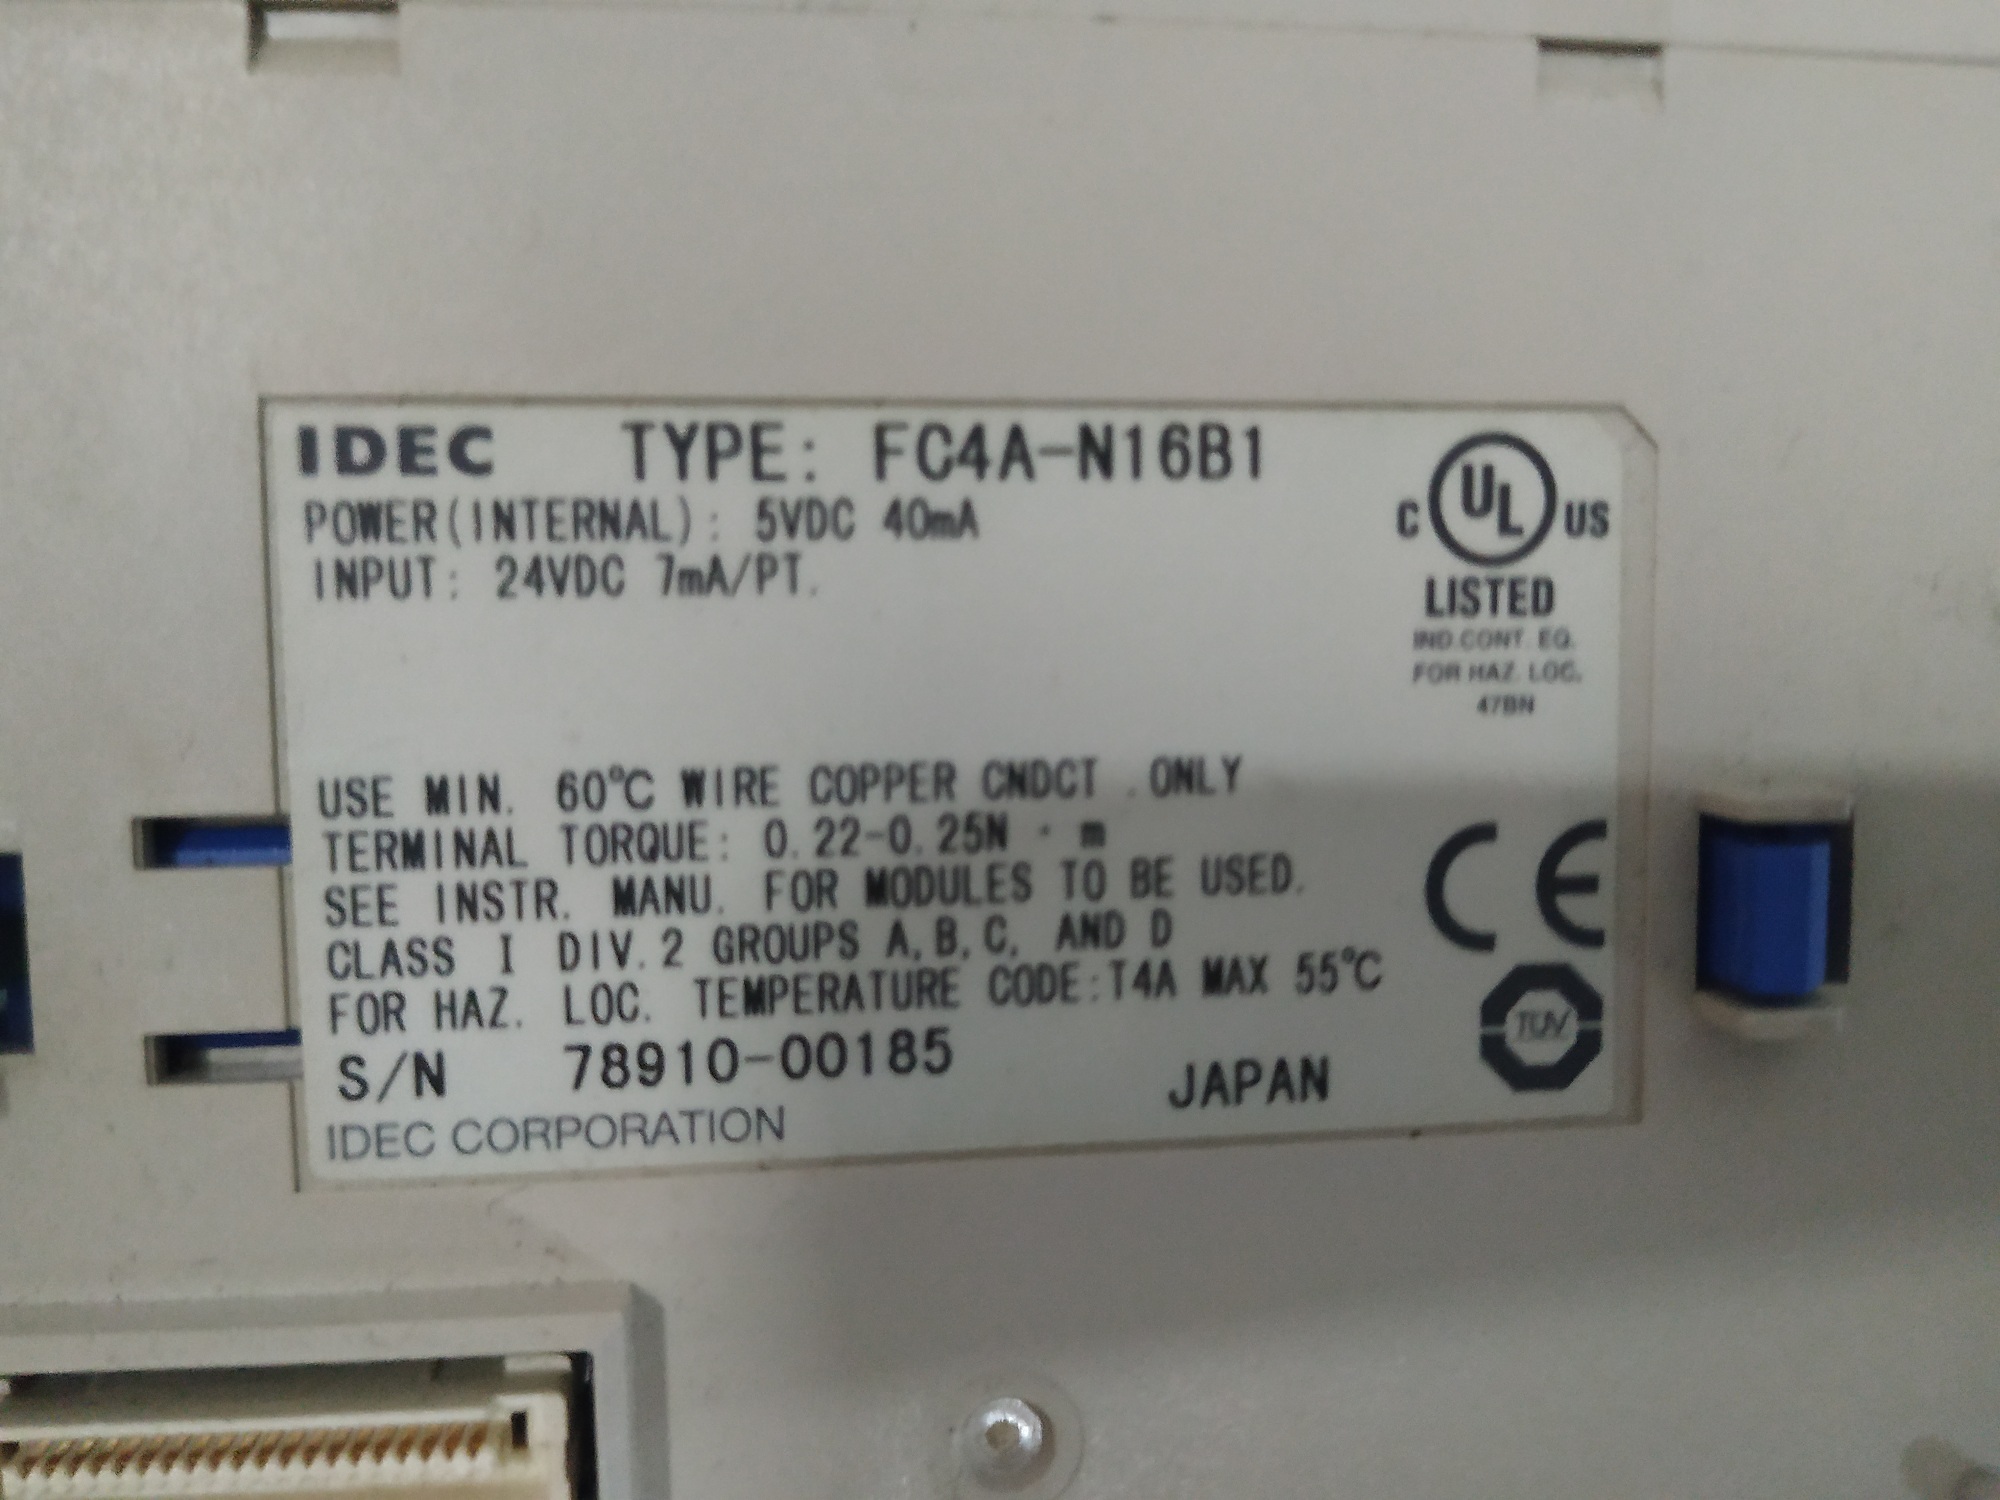 IDEC TYPE: FC4A-N16B1
POWER(INTERNAL): 5VDC 40mA
INPUT: 24VDC 7mA/PT.
C UL US
LISTED
IND.CONT. EQ.
FOR HAZ. LOC.
47BN
USE MIN. 60°C WIRE COPPER CNDCT .ONLY
TERMINAL TORQUE: 0.22-0.25N · m
SEE INSTR. MANU. FOR MODULES TO BE USED.
CLASS I DIV.2 GROUPS A,B,C, AND D
FOR HAZ. LOC. TEMPERATURE CODE:T4A MAX 55°C
CE
TÜV
S/N 78910-00185
JAPAN
IDEC CORPORATION